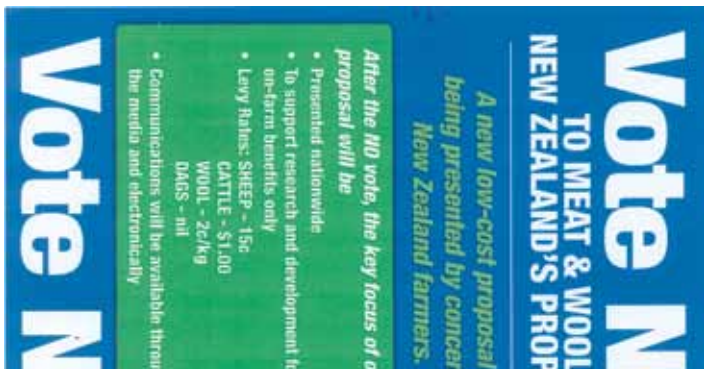 Vote N
TO MEAT & WOOL
NEW ZEALAND'S PROP
A new low-cost proposal
being presented by concer
New Zealand farmers.
After the NO vote, the key focus of o
proposal will be
• Presented nationwide
• To support research and development fo
on-farm benefits only
• Levy Rates: SHEEP - 15c
CATTLE - $1.00
WOOL - 2c/kg
DAGS - nil
• Communications will be available throu
the media and electronically
Vote N